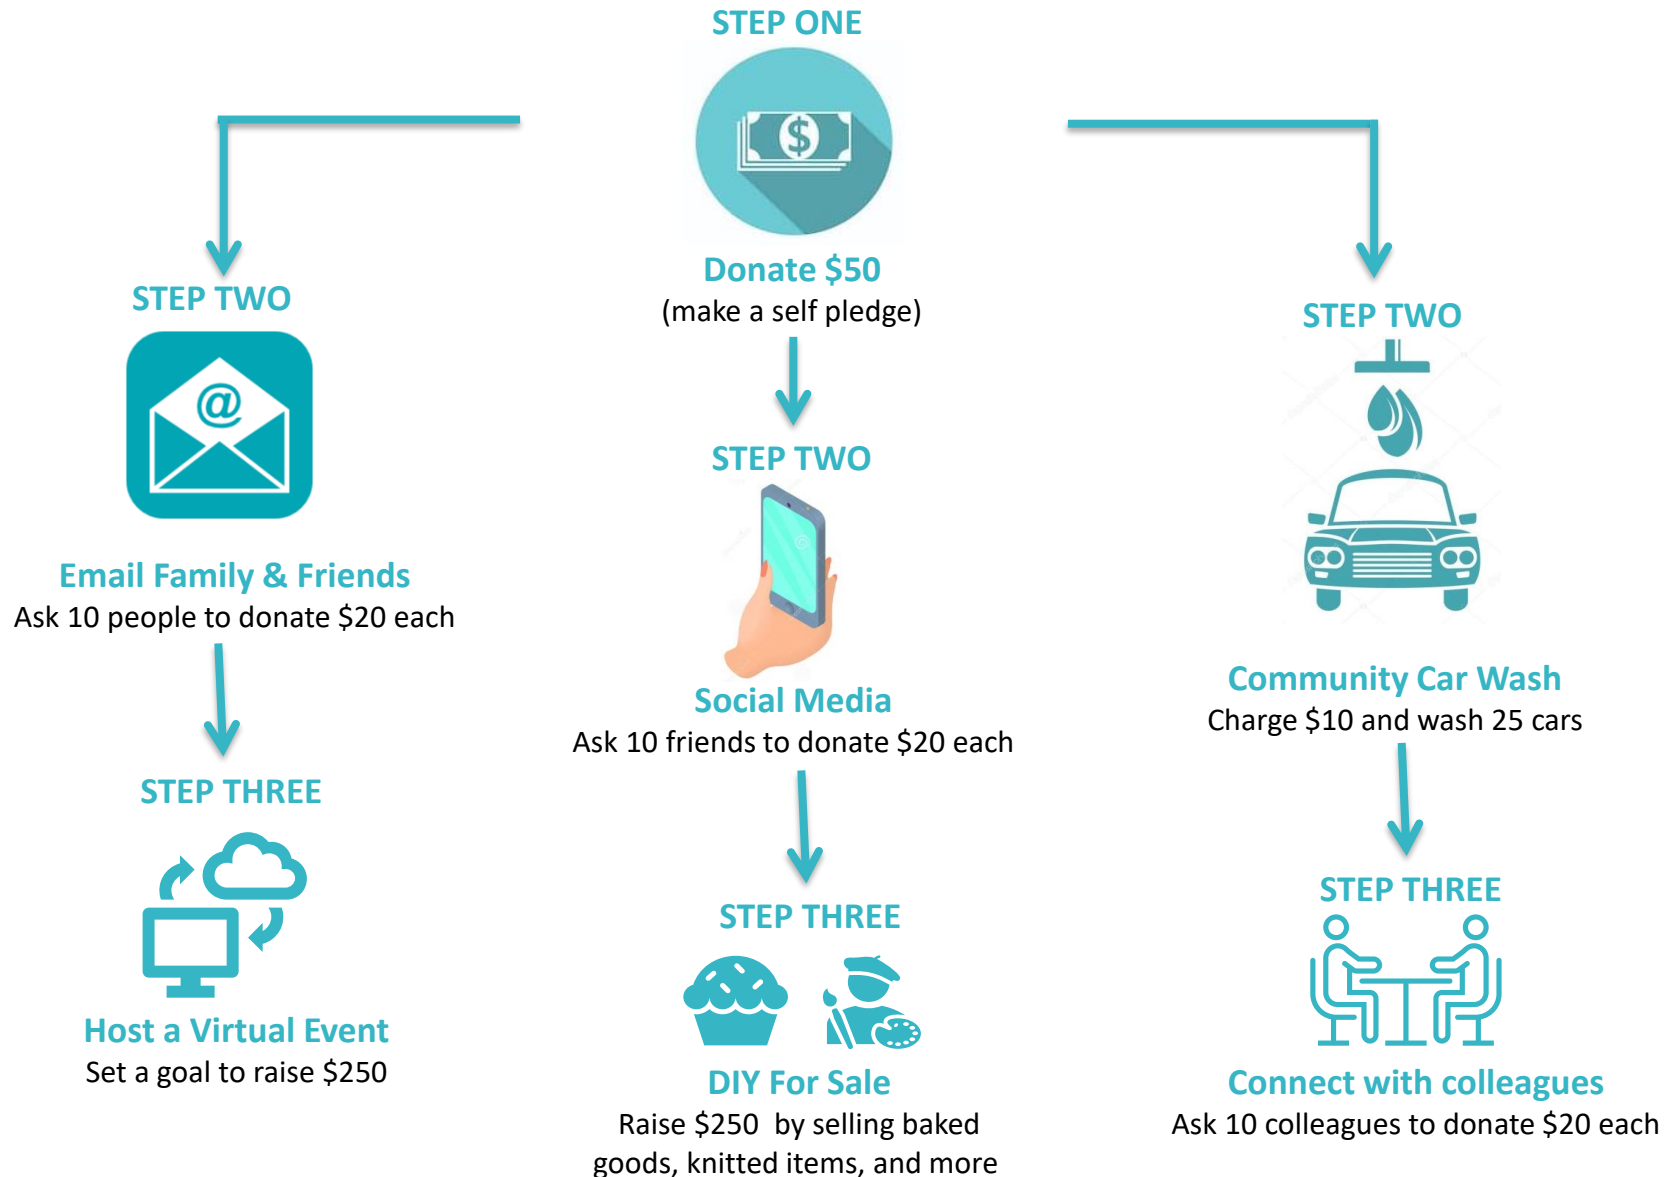 STEP ONE
$
Donate $50
(make a self pledge)
STEP TWO
@
Email Family & Friends
Ask 10 people to donate $20 each
STEP THREE
Host a Virtual Event
Set a goal to raise $250
STEP TWO
Social Media
Ask 10 friends to donate $20 each
STEP THREE
DIY For Sale
Raise $250 by selling baked
goods, knitted items, and more
STEP TWO
Community Car Wash
Charge $10 and wash 25 cars
STEP THREE
Connect with colleagues
Ask 10 colleagues to donate $20 each